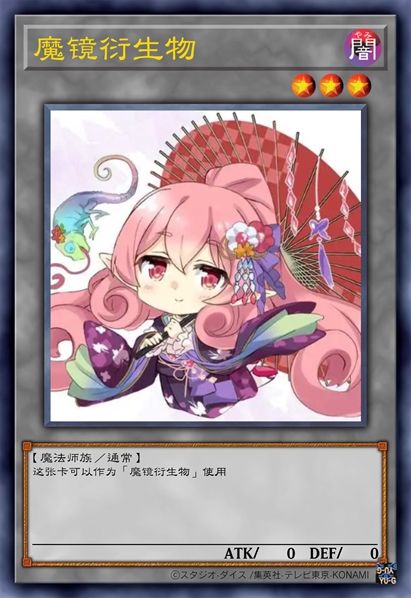 魔镜衍生物
やみ
闇
【魔法师族／通常】
这张卡可以作为「魔镜衍生物」使用
ATK/ 0 DEF/ 0
©スタジオ・ダイス /集英社・テレビ東京・KONAMI